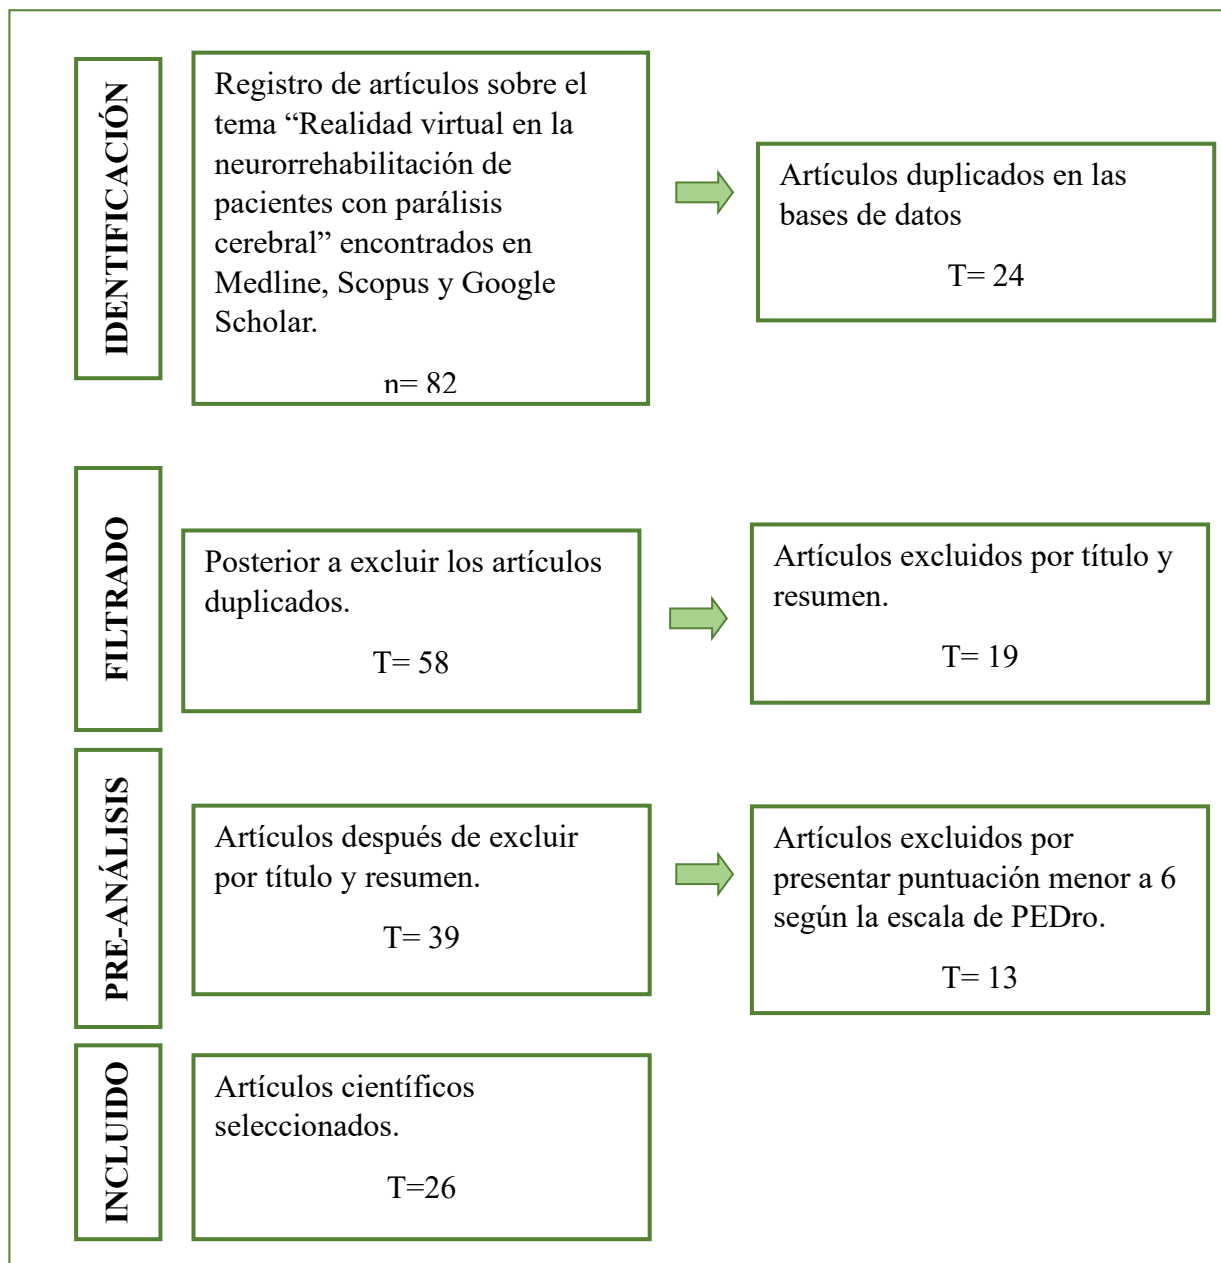 IDENTIFICACIÓN
Registro de artículos sobre el
tema “Realidad virtual en la
neurorrehabilitación de
pacientes con parálisis
cerebral” encontrados en
Medline, Scopus y Google
Scholar.
n= 82
Artículos duplicados en las
bases de datos
T= 24
FILTRADO
Posterior a excluir los artículos
duplicados.
T= 58
Artículos excluidos por título y
resumen.
T= 19
PRE-ANÁLISIS
Artículos después de excluir
por título y resumen.
T= 39
Artículos excluidos por
presentar puntuación menor a 6
según la escala de PEDro.
T= 13
INCLUIDO
Artículos científicos
seleccionados.
T=26